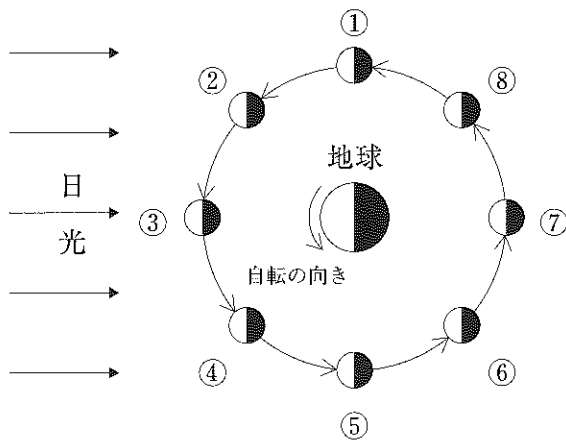 ①
②
⑧
地球
日
③
⑦
光
自転の向き
④
⑥
⑤